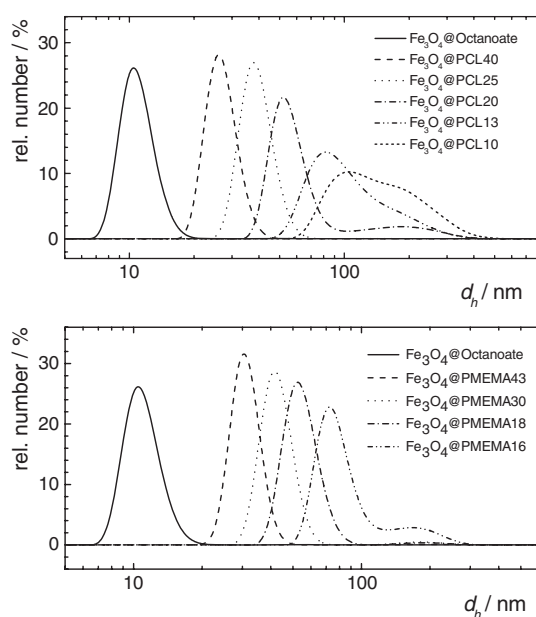 rel. number / %
30
20
10
0
Fe₃O₄@Octanoate
Fe₃O₄@PCL40
Fe₃O₄@PCL25
Fe₃O₄@PCL20
Fe₃O₄@PCL13
Fe₃O₄@PCL10
10
100
dₕ / nm
rel. number / %
30
20
10
0
Fe₃O₄@Octanoate
Fe₃O₄@PMEMA43
Fe₃O₄@PMEMA30
Fe₃O₄@PMEMA18
Fe₃O₄@PMEMA16
10
100
dₕ / nm